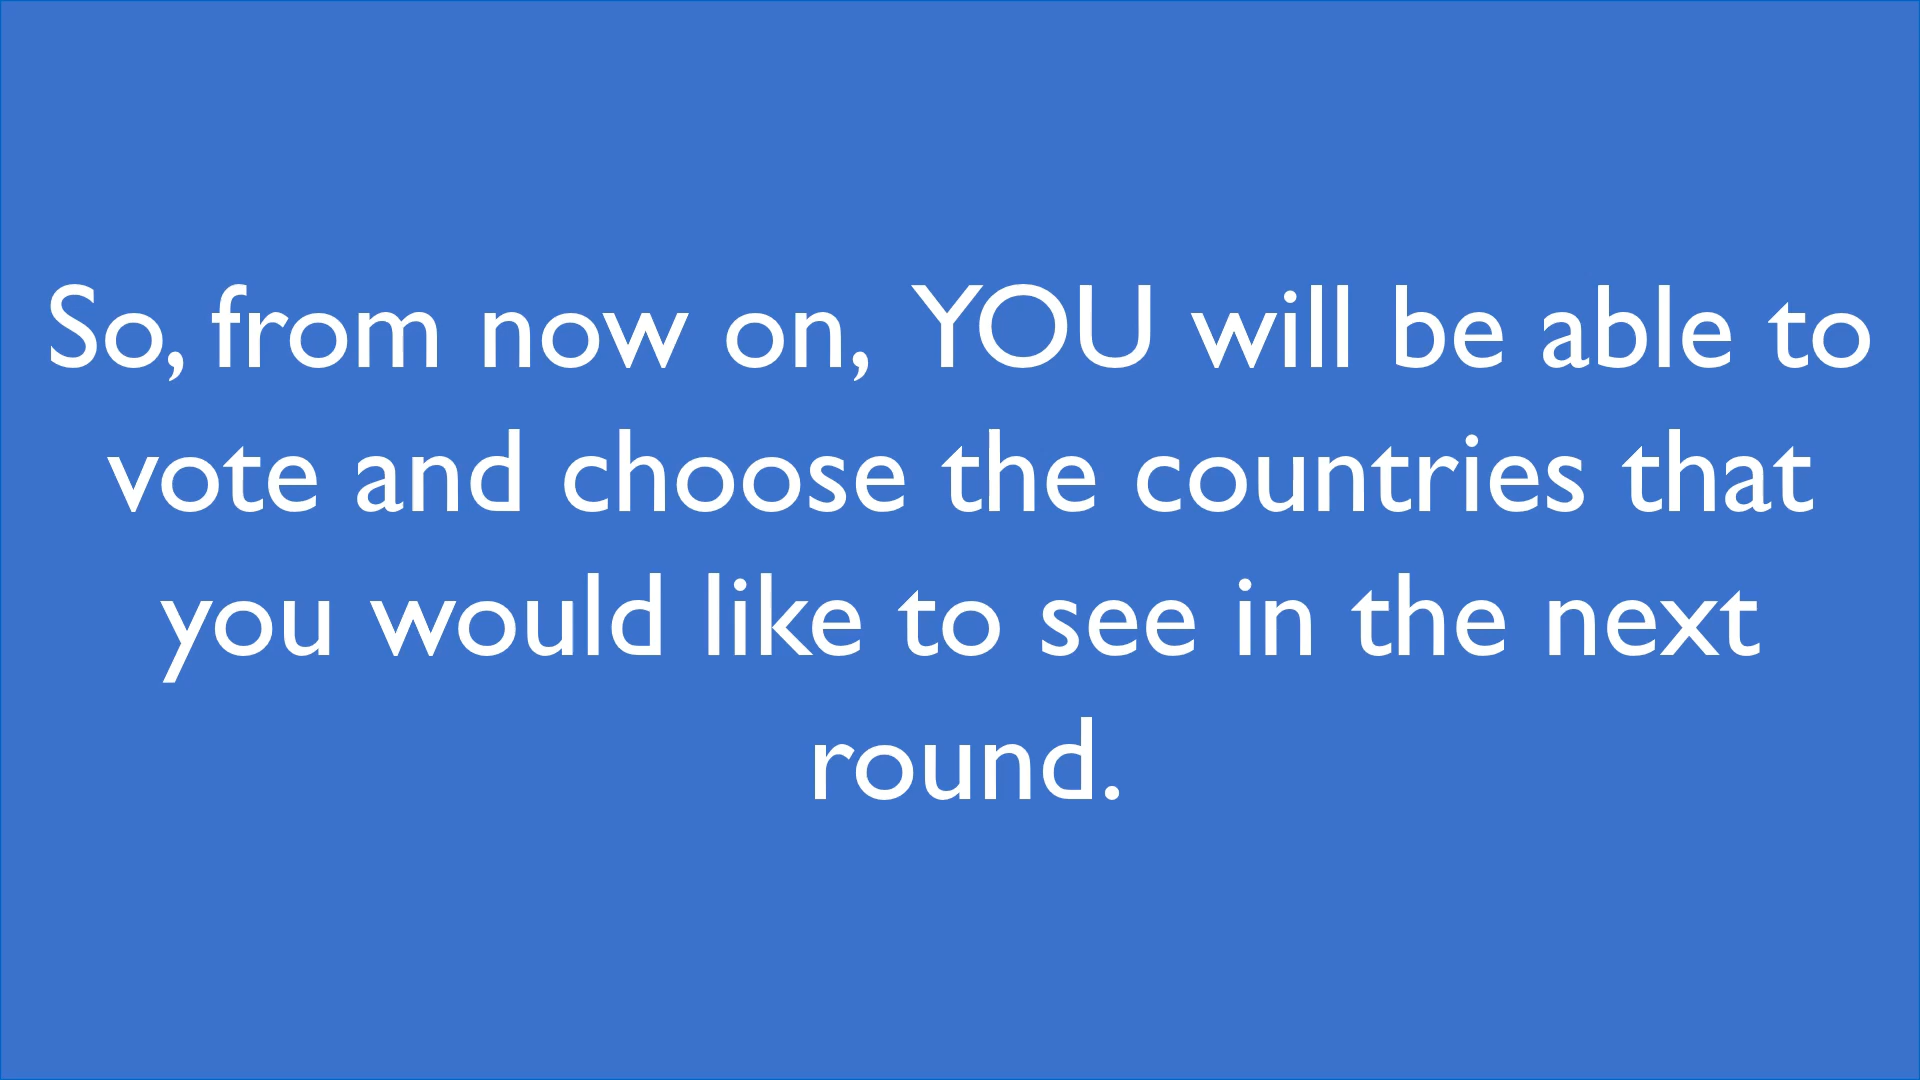 So, from now on, YOU will be able to
vote and choose the countries that
you would like to see in the next
round.